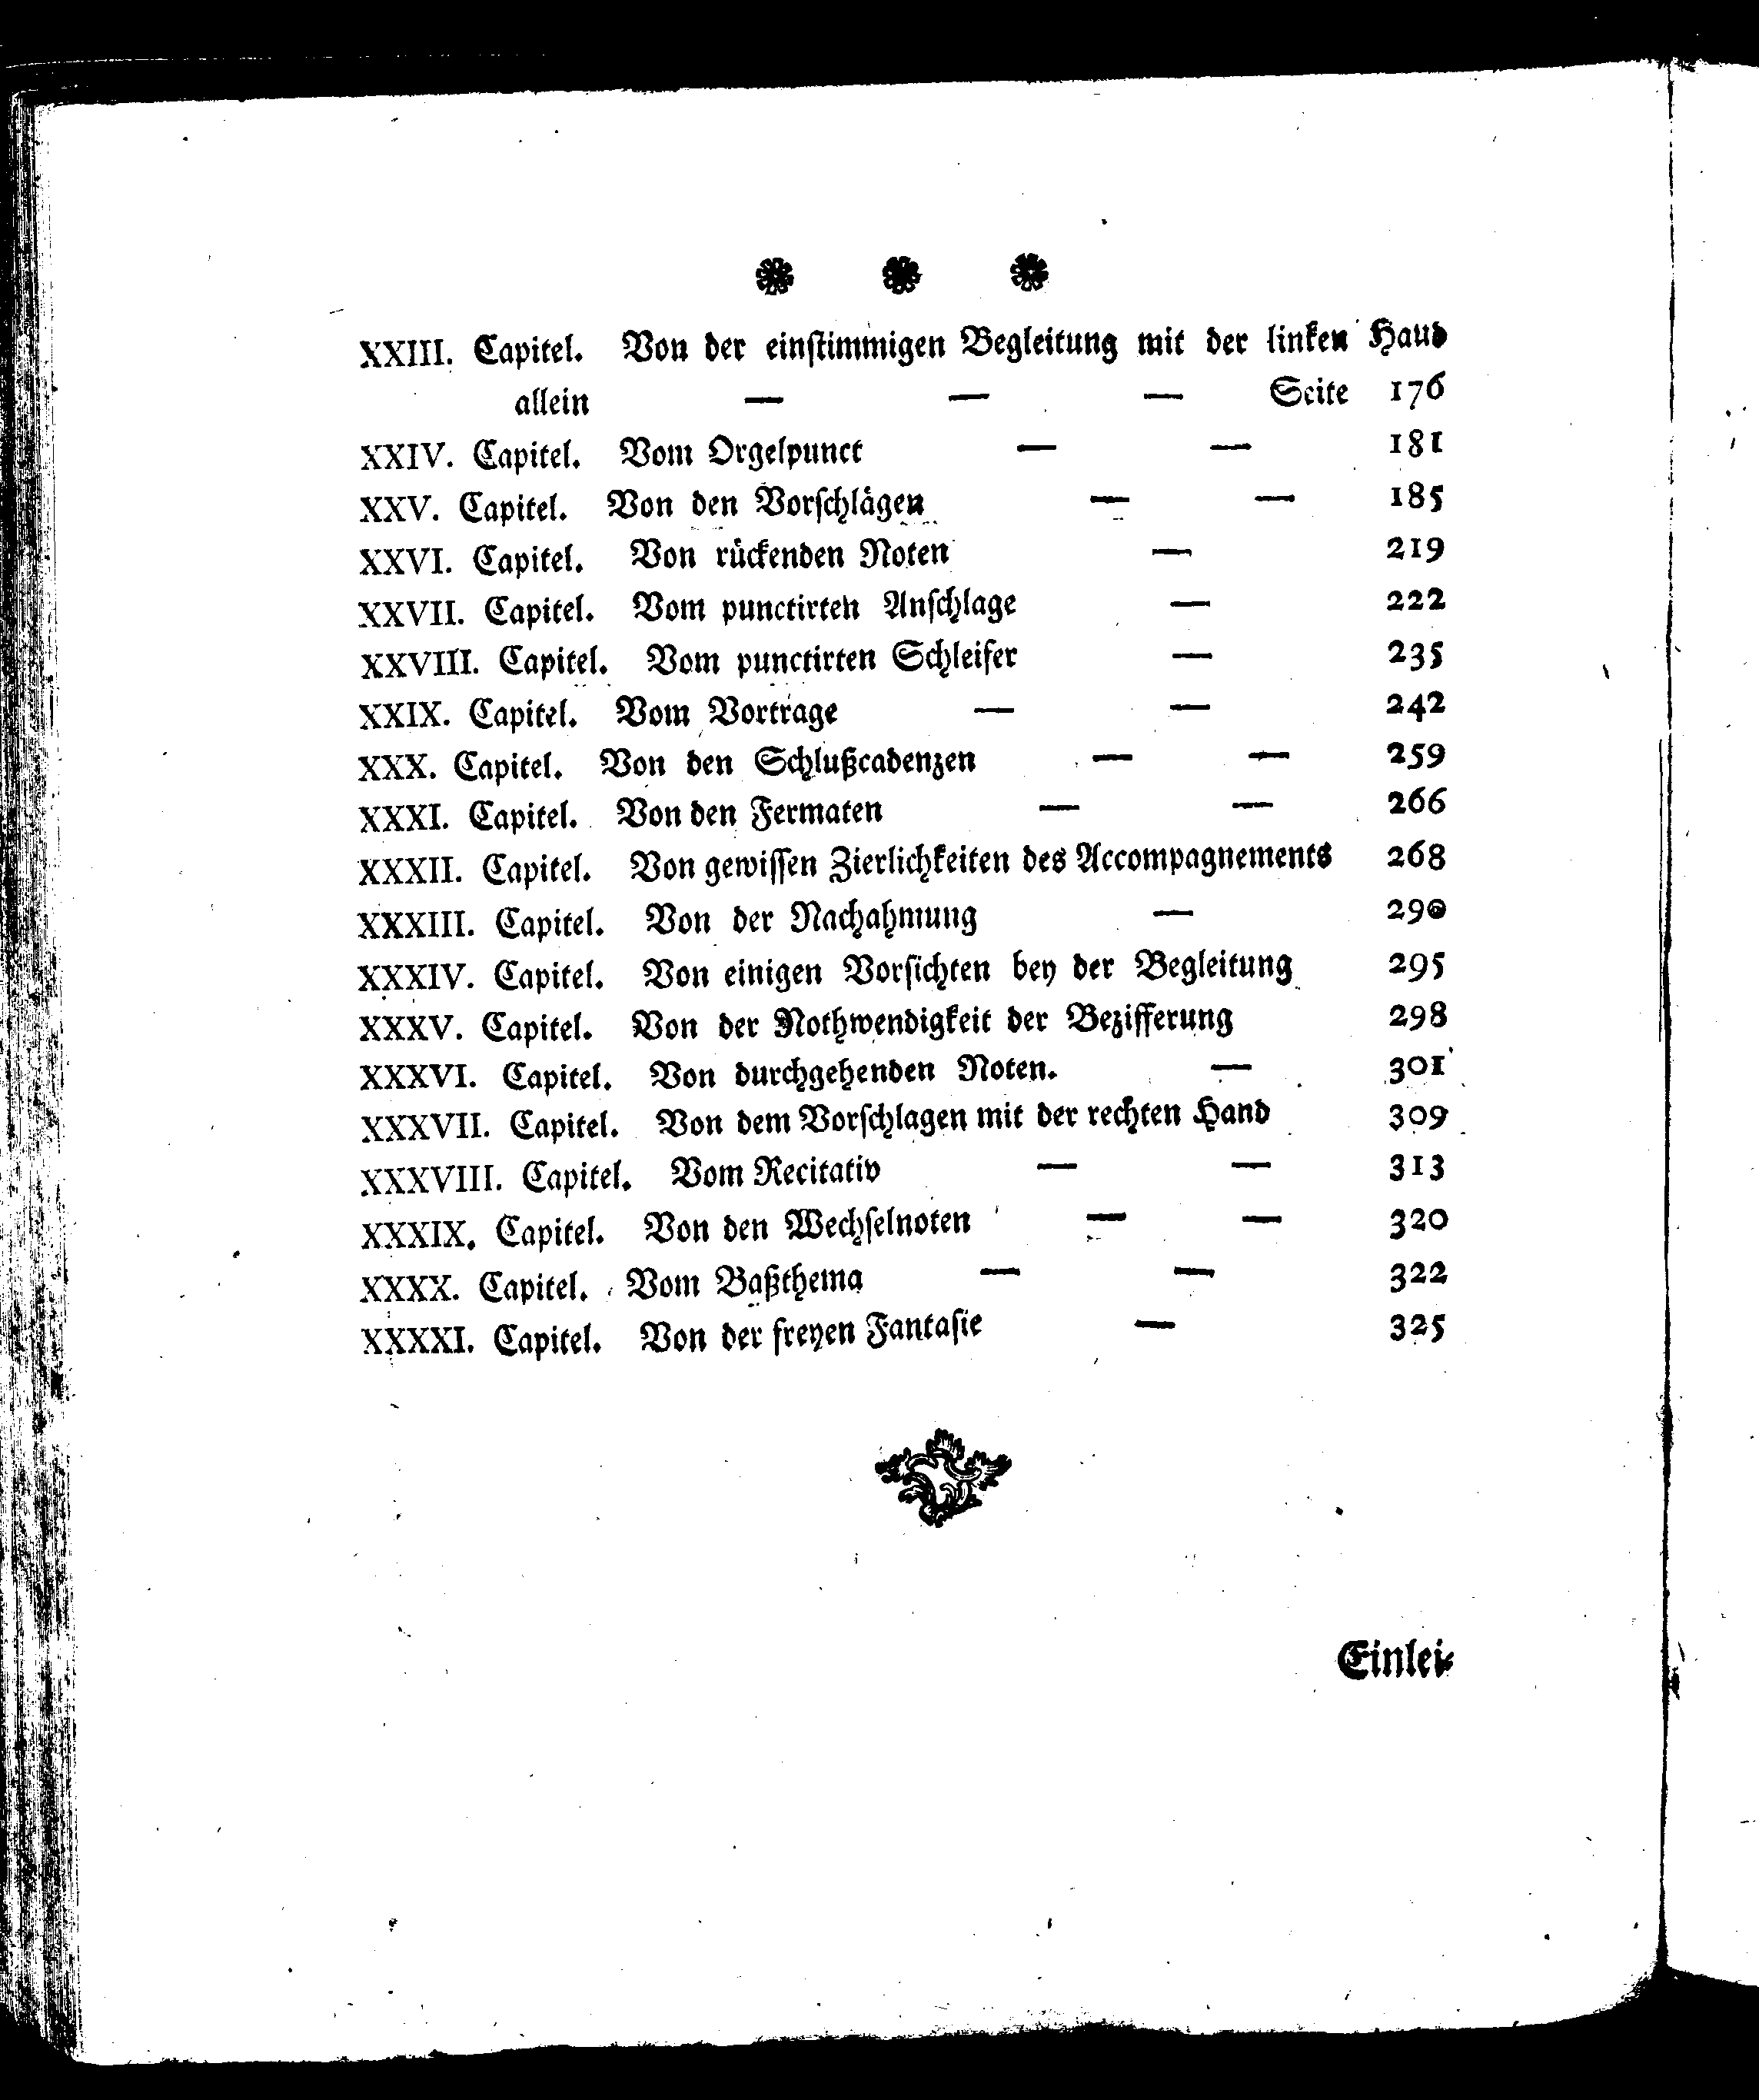 XXIII. Capitel. Von der einstimmigen Begleitung mit der linken Hand
allein — — — Seite 176
XXIV. Capitel. Vom Orgelpunct — — 181
XXV. Capitel. Von den Vorschlägen — — 185
XXVI. Capitel. Von rückenden Noten — 219
XXVII. Capitel. Vom punctirten Anschlage — 222
XXVIII. Capitel. Vom punctirten Schleifer — 235
XXIX. Capitel. Vom Vortrage — — 242
XXX. Capitel. Von den Schlußcadenzen — — 259
XXXI. Capitel. Von den Fermaten — — 266
XXXII. Capitel. Von gewissen Zierlichkeiten des Accompagnements 268
XXXIII. Capitel. Von der Nachahmung — 290
XXXIV. Capitel. Von einigen Vorsichten bey der Begleitung 295
XXXV. Capitel. Von der Nothwendigkeit der Bezifferung 298
XXXVI. Capitel. Von durchgehenden Noten. — 301
XXXVII. Capitel. Von dem Vorschlagen mit der rechten Hand 309
XXXVIII. Capitel. Vom Recitativ — — 313
XXXIX. Capitel. Von den Wechselnoten — — 320
XXXX. Capitel. Vom Baßthema — — 322
XXXXI. Capitel. Von der freyen Fantasie — 325
Einlei-